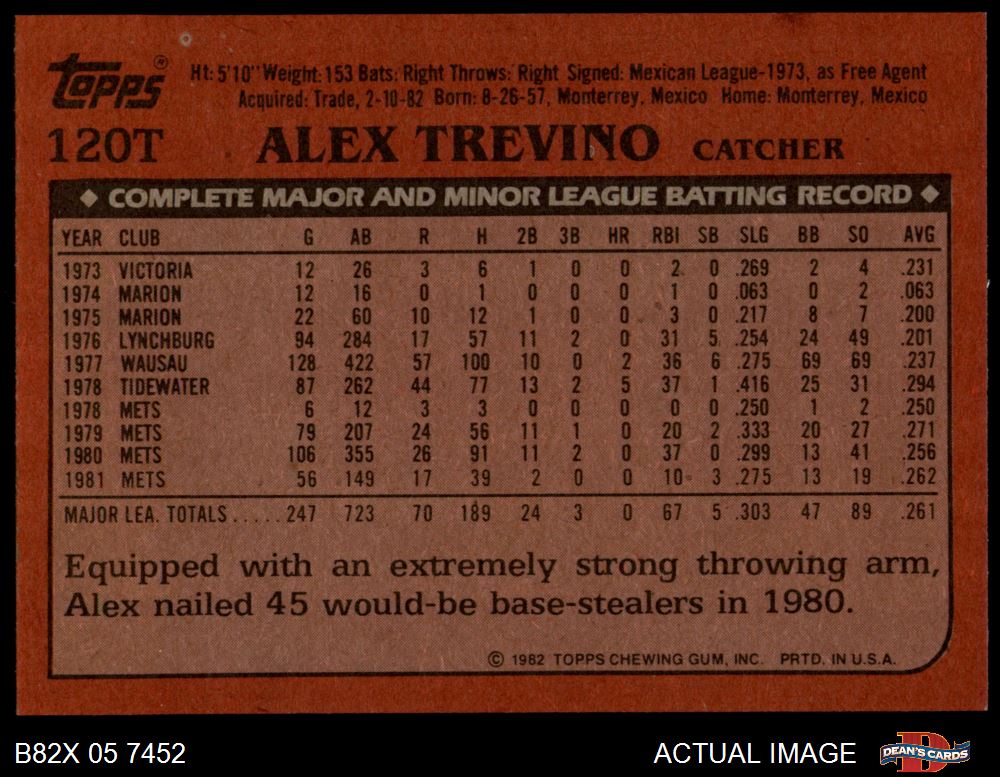 TOPPS® Ht: 5'10" Weight: 153 Bats: Right Throws: Right Signed: Mexican League-1973, as Free Agent
Acquired: Trade, 2-10-82 Born: 8-26-57, Monterrey, Mexico Home: Monterrey, Mexico
120T ALEX TREVINO CATCHER
◆ COMPLETE MAJOR AND MINOR LEAGUE BATTING RECORD ◆
YEAR CLUB G AB R H 2B 3B HR RBI SB SLG BB SO AVG
1973 VICTORIA 12 26 3 6 1 0 0 2 0 .269 2 4 .231
1974 MARION 12 16 0 1 0 0 0 1 0 .063 0 2 .063
1975 MARION 22 60 10 12 1 0 0 3 0 .217 8 7 .200
1976 LYNCHBURG 94 284 17 57 11 2 0 31 5 .254 24 49 .201
1977 WAUSAU 128 422 57 100 10 0 2 36 6 .275 69 69 .237
1978 TIDEWATER 87 262 44 77 13 2 5 37 1 .416 25 31 .294
1978 METS 6 12 3 3 0 0 0 0 0 .250 1 2 .250
1979 METS 79 207 24 56 11 1 0 20 2 .333 20 27 .271
1980 METS 106 355 26 91 11 2 0 37 0 .299 13 41 .256
1981 METS 56 149 17 39 2 0 0 10 3 .275 13 19 .262
MAJOR LEA. TOTALS.....247 723 70 189 24 3 0 67 5 .303 47 89 .261
Equipped with an extremely strong throwing arm,
Alex nailed 45 would-be base-stealers in 1980.
© 1982 TOPPS CHEWING GUM, INC. PRTD. IN U.S.A.
B82X 05 7452 ACTUAL IMAGE DEAN'S CARDS